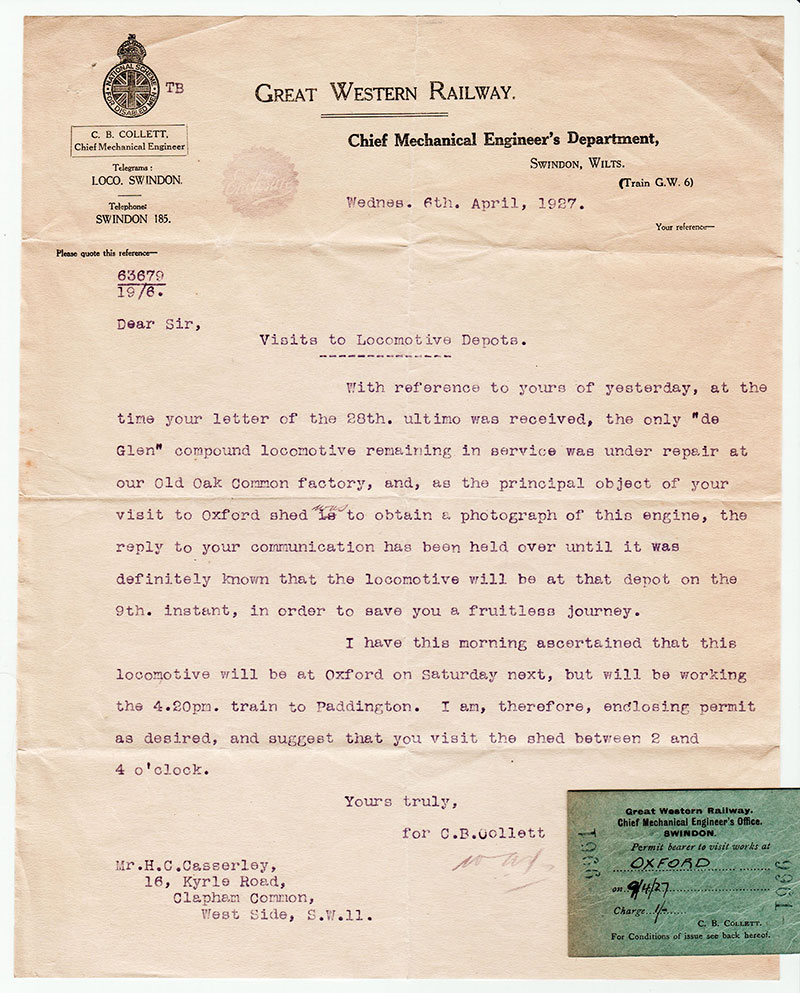 NATIONAL SCHEME
FOR DISABLED MEN
TB
GREAT WESTERN RAILWAY.
C. B. COLLETT,
Chief Mechanical Engineer
Telegrams:
LOCO. SWINDON.
Telephone:
SWINDON 185.
Chief Mechanical Engineer's Department,
SWINDON, WILTS.
(Train G.W. 6)
Enclosure
Wednes. 6th. April, 1927.
Your reference—
Please quote this reference—
63679
19/6.
Dear Sir,
Visits to Locomotive Depots.
With reference to yours of yesterday, at the
time your letter of the 28th. ultimo was received, the only "de
Glen" compound locomotive remaining in service was under repair at
our Old Oak Common factory, and, as the principal object of your
visit to Oxford shed is was to obtain a photograph of this engine, the
reply to your communication has been held over until it was
definitely known that the locomotive will be at that depot on the
9th. instant, in order to save you a fruitless journey.
I have this morning ascertained that this
locomotive will be at Oxford on Saturday next, but will be working
the 4.20pm. train to Paddington. I am, therefore, enclosing permit
as desired, and suggest that you visit the shed between 2 and
4 o'clock.
Yours truly,
for C.B.Collett
Mr.H.C.Casserley,
16, Kyrle Road,
Clapham Common,
West Side, S.W.11.
Great Western Railway.
Chief Mechanical Engineer's Office.
SWINDON.
Permit bearer to visit works at
OXFORD
on 9/4/27
Charge 1/-
C. B. COLLETT.
For Conditions of issue see back hereof.
1966